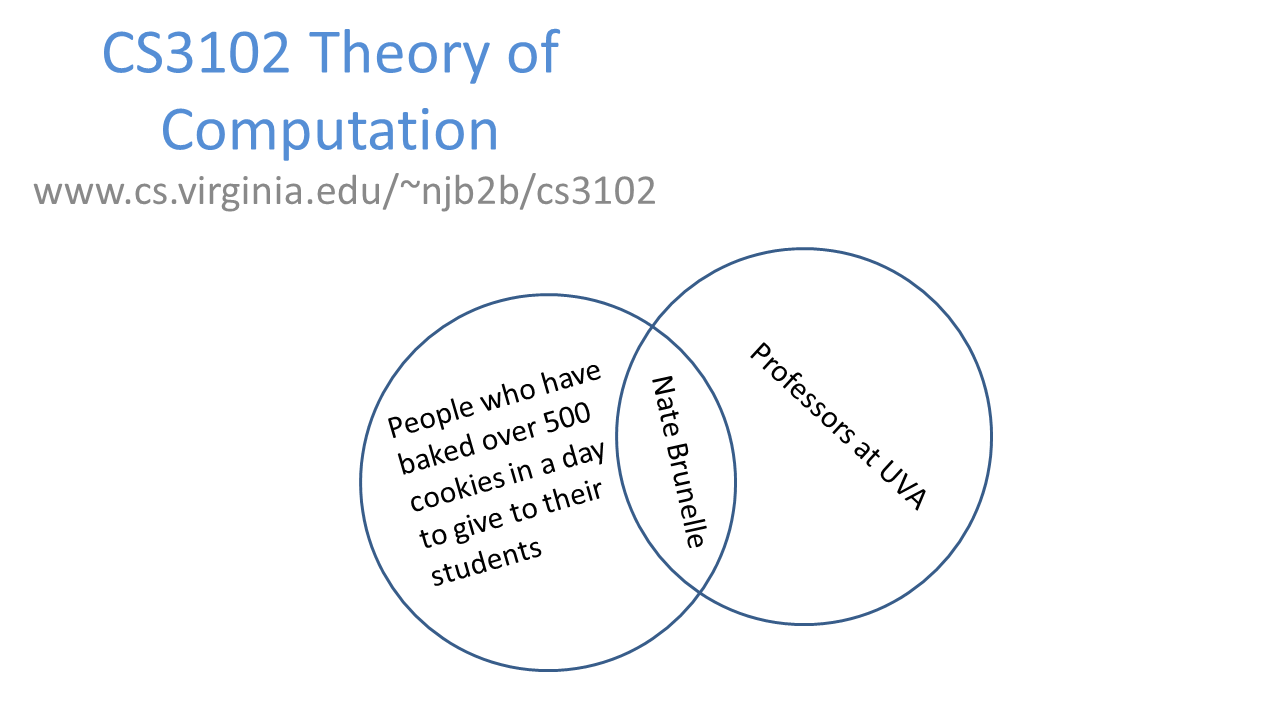 CS3102 Theory of
Computation
www.cs.virginia.edu/~njb2b/cs3102
People who have
baked over 500
cookies in a day
to give to their
students
Nate Brunelle
Professors at UVA